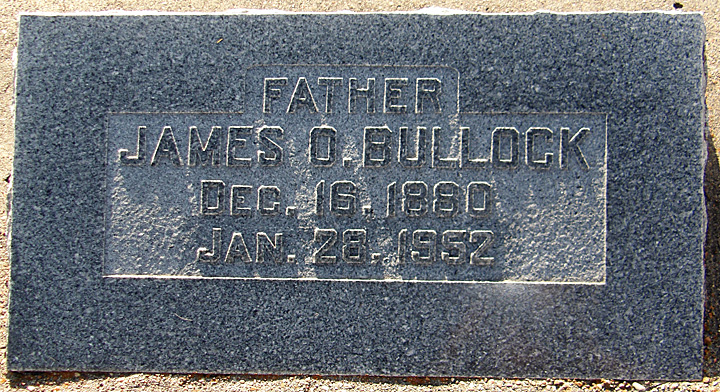 FATHER
JAMES O. BULLOCK
DEC. 16. 1880
JAN. 28. 1952